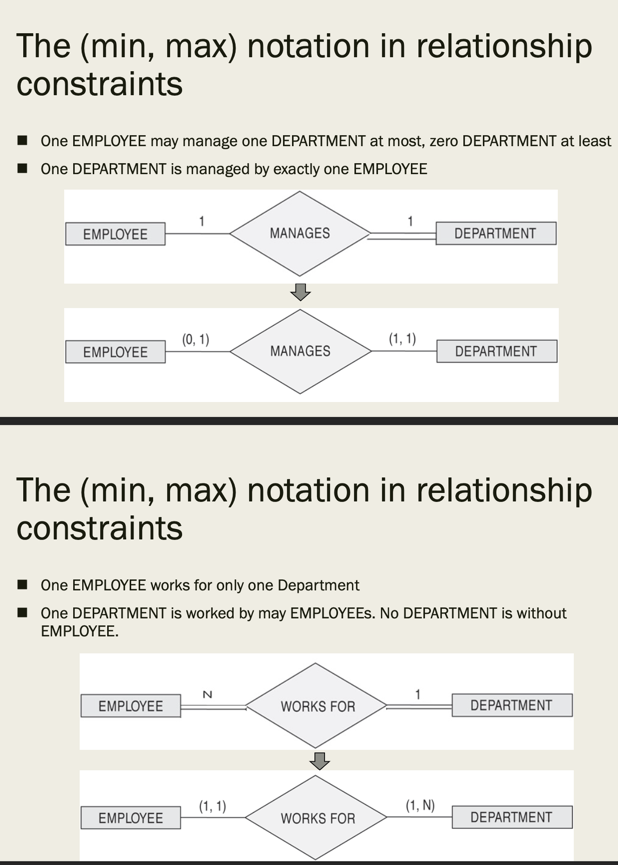 The (min, max) notation in relationship
constraints
■ One EMPLOYEE may manage one DEPARTMENT at most, zero DEPARTMENT at least
■ One DEPARTMENT is managed by exactly one EMPLOYEE
EMPLOYEE 1 MANAGES 1 DEPARTMENT
EMPLOYEE (0, 1) MANAGES (1, 1) DEPARTMENT
The (min, max) notation in relationship
constraints
■ One EMPLOYEE works for only one Department
■ One DEPARTMENT is worked by may EMPLOYEEs. No DEPARTMENT is without
EMPLOYEE.
EMPLOYEE N WORKS FOR 1 DEPARTMENT
EMPLOYEE (1, 1) WORKS FOR (1, N) DEPARTMENT